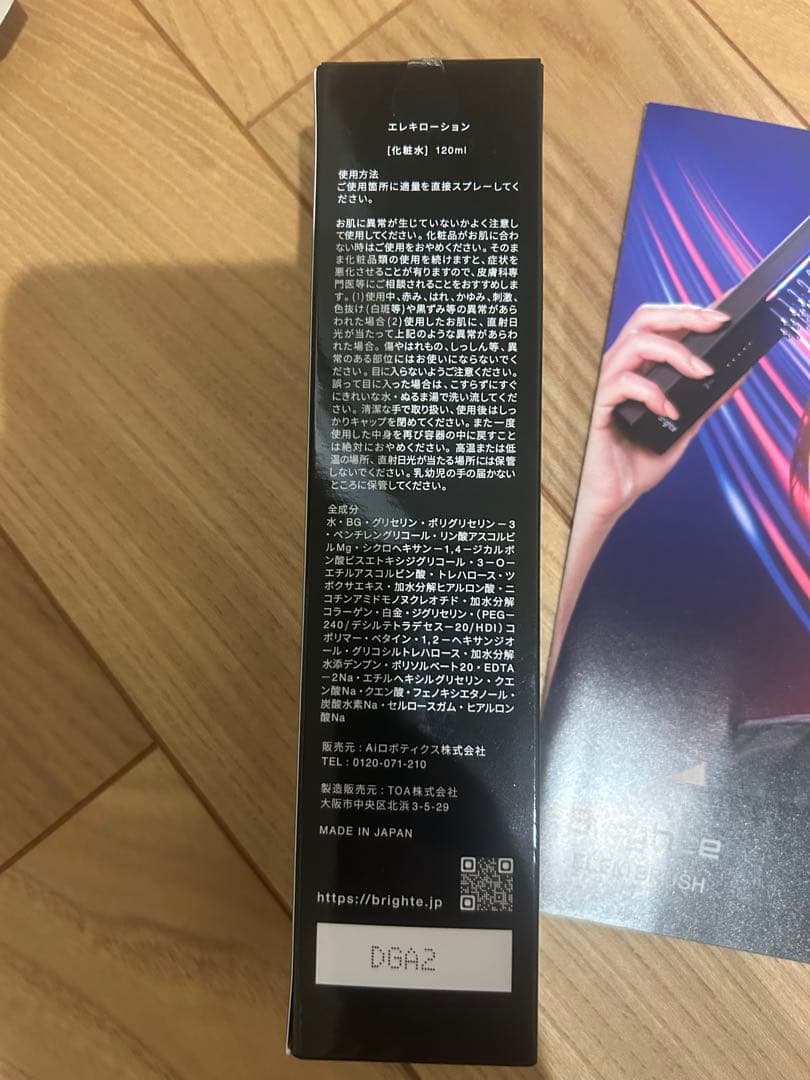 エレキローション
[化粧水] 120ml
使用方法
ご使用箇所に適量を直接スプレーしてく
ださい。
お肌に異常が生じていないかよく注意し
て使用してください。化粧品がお肌に合わ
ない時はご使用をおやめください。そのま
ま化粧品類の使用を続けますと、症状を
悪化させることが有りますので、皮膚科専
門医等にご相談されることをおすすめしま
す。(1)使用中、赤み、はれ、かゆみ、刺激、
色抜け(白斑等)や黒ずみ等の異常があら
われた場合(2)使用したお肌に、直射日
光が当たって上記のような異常があらわ
れた場合。傷やはれもの、しっしん等、異
常のある部位にはお使いにならないでく
ださい。目に入らないようご注意ください。
誤って目に入った場合は、こすらずにすぐ
にきれいな水・ぬるま湯で洗い流してくだ
さい。清潔な手で取り扱い、使用後はしっ
かりキャップを閉めてください。また一度
使用した中身を再び容器の中に戻すこと
は絶対におやめください。高温または低
温の場所、直射日光が当たる場所には保管
しないでください。乳幼児の手の届かない
ところに保管してください。
全成分
水・BG・グリセリン・ポリグリセリン－3
・ペンチレングリコール・リン酸アスコルビ
ルMg・シクロヘキサン－1,4－ジカルボ
ン酸ビスエトキシジグリコール・3－O－
エチルアスコルビン酸・トレハロース・ツ
ボクサエキス・加水分解ヒアルロン酸・ニ
コチンアミドモノヌクレオチド・加水分解
コラーゲン・白金・ジグリセリン・(PEG－
240/デシルテトラデセス－20/HDI)コ
ポリマー・ベタイン・1,2－ヘキサンジオ
ール・グリコシルトレハロース・加水分解
水添デンプン・ポリソルベート20・EDTA
－2Na・エチルヘキシルグリセリン・クエ
ン酸Na・クエン酸・フェノキシエタノール・
炭酸水素Na・セルロースガム・ヒアルロン
酸Na
販売元：Aiロボティクス株式会社
TEL：0120-071-210
製造販売元：TOA株式会社
大阪市中央区北浜3-5-29
MADE IN JAPAN
https://brighte.jp
DGA2